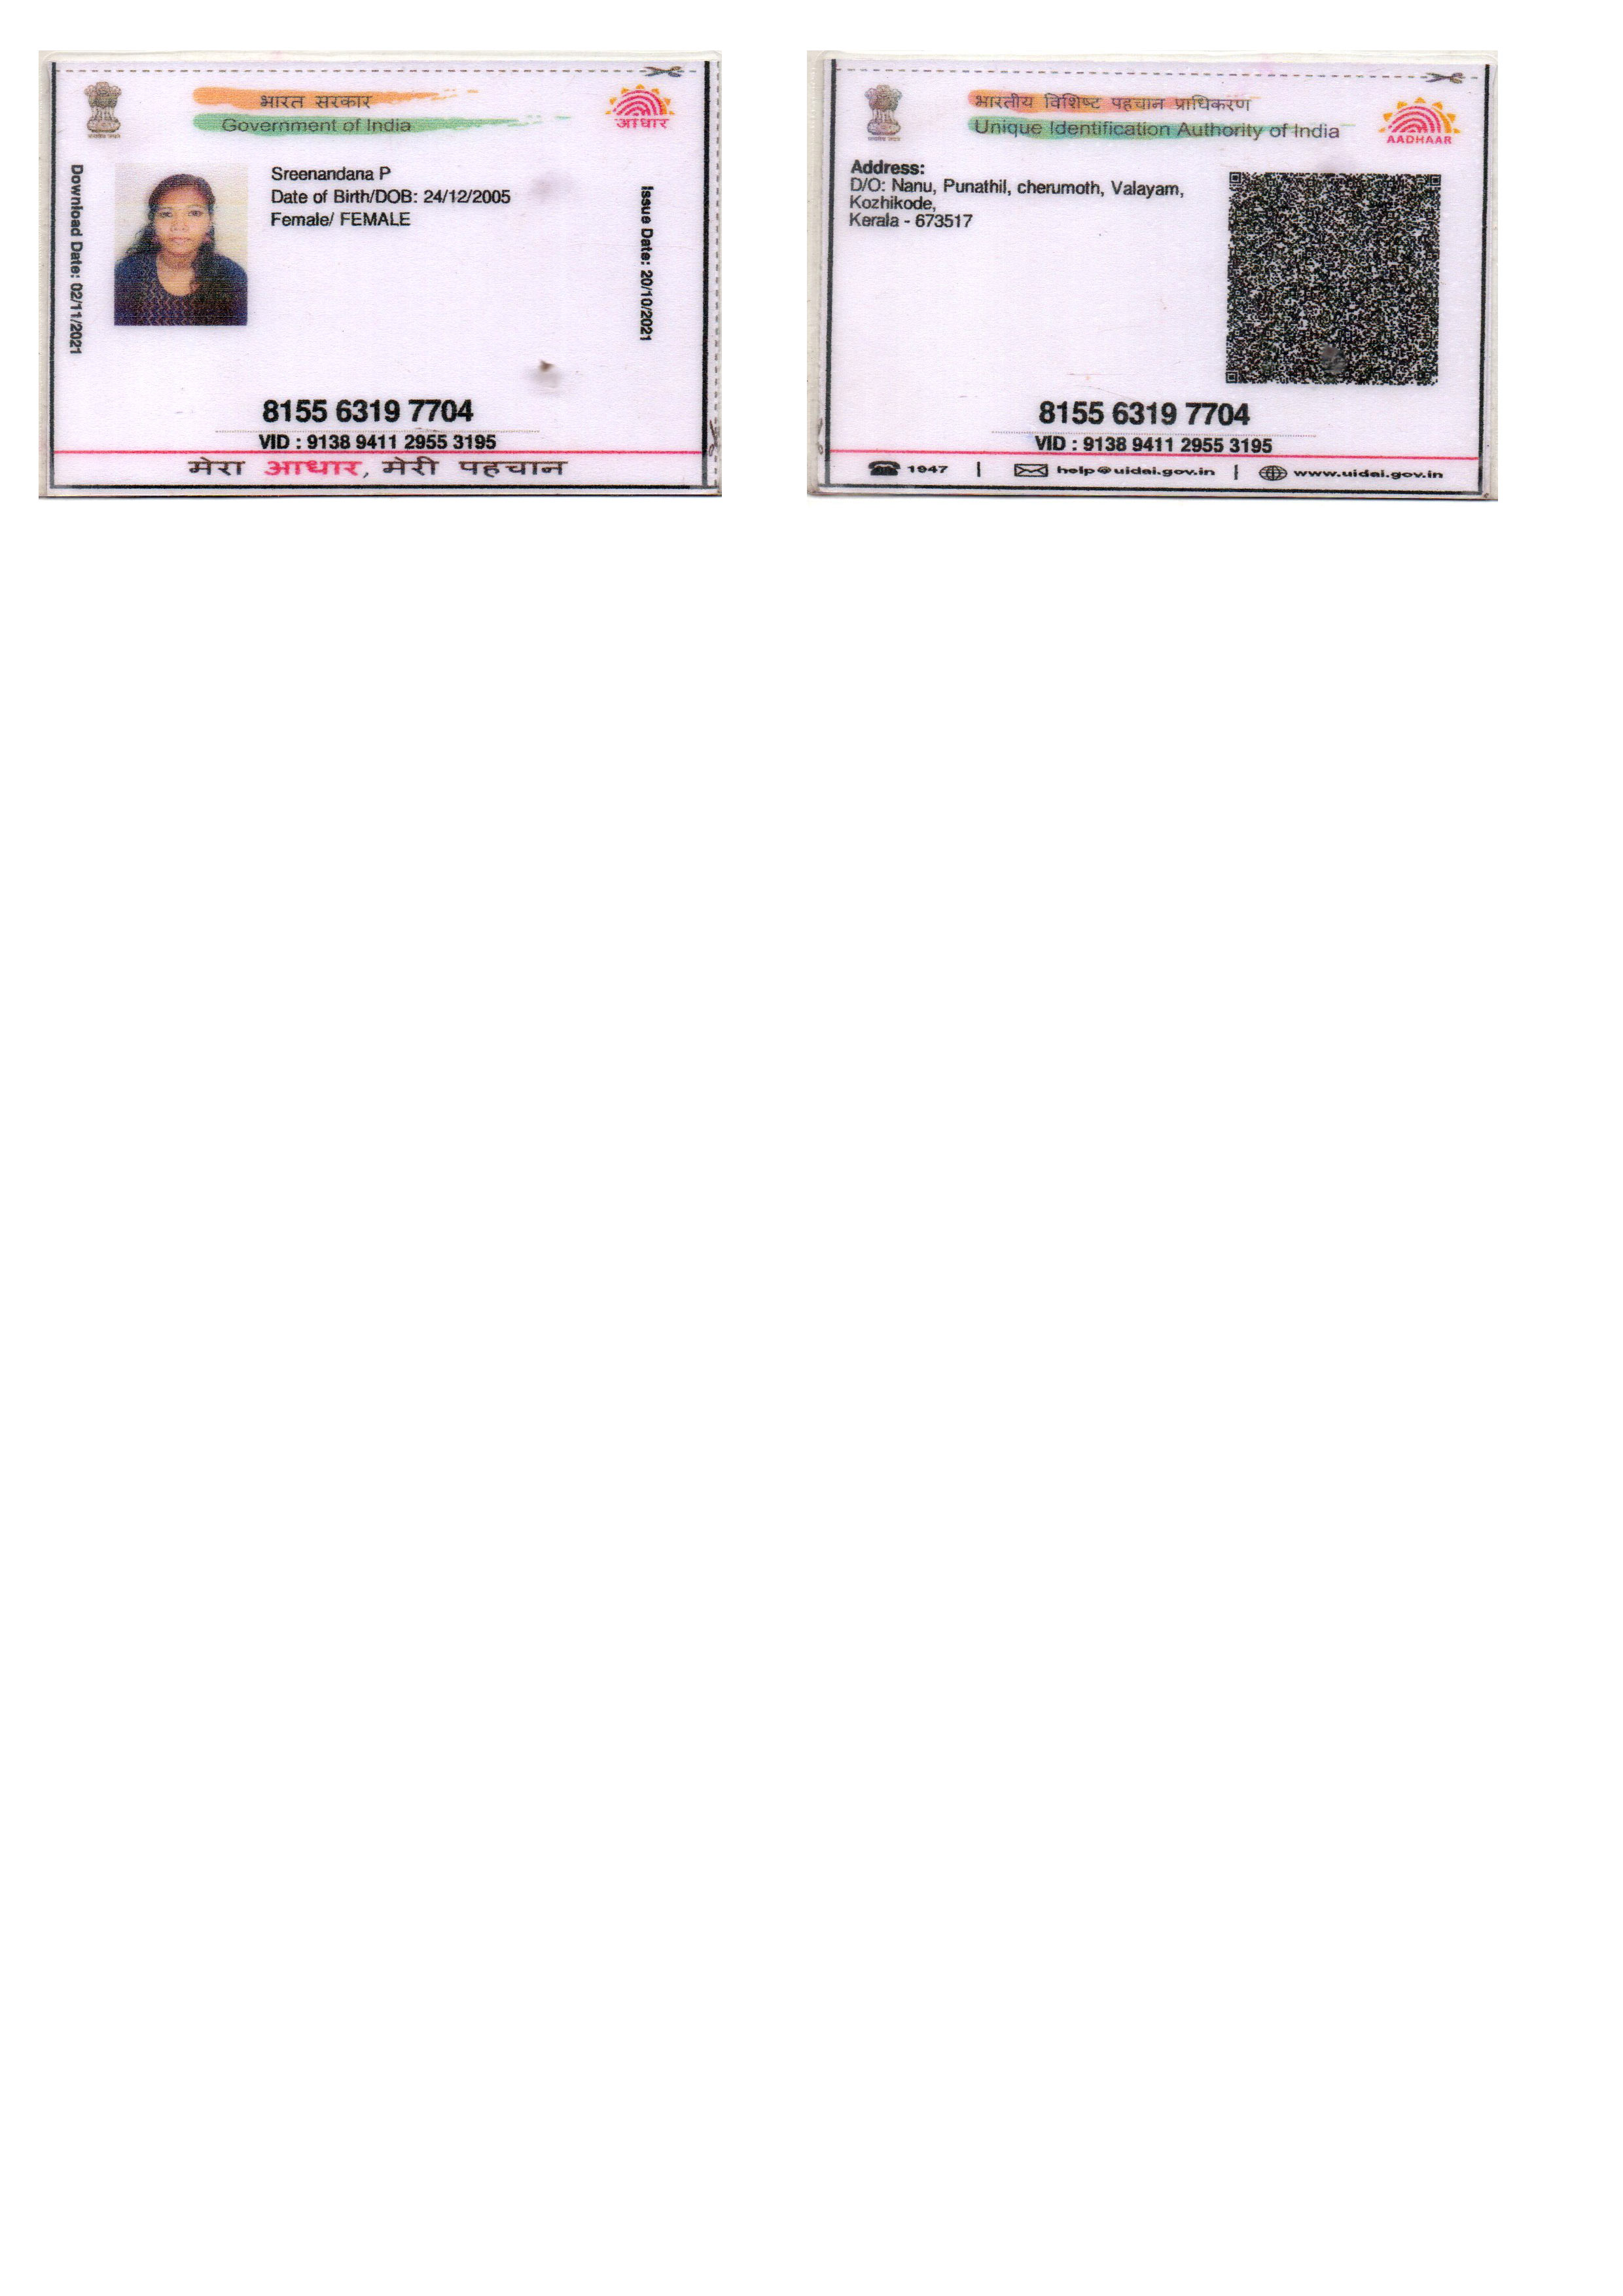 भारत सरकार
Government of India
आधार
Download Date: 02/11/2021
Sreenandana P
Date of Birth/DOB: 24/12/2005
Female/ FEMALE
Issue Date: 20/10/2021
8155 6319 7704
VID : 9138 9411 2955 3195
मेरा आधार, मेरी पहचान
भारतीय विशिष्ट पहचान प्राधिकरण
Unique Identification Authority of India
AADHAAR
Address:
D/O: Nanu, Punathil, cherumoth, Valayam,
Kozhikode,
Kerala - 673517
8155 6319 7704
VID : 9138 9411 2955 3195
1947 | help@uidai.gov.in | www.uidai.gov.in